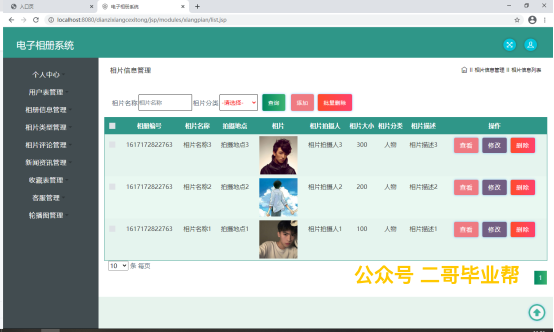 入口页
电子相册系统
localhost:8080/dianzixiangcexitong/jsp/modules/xiangpian/list.jsp
电子相册系统
个人中心
用户表管理
相册信息管理
相片类型管理
相片评论管理
新闻资讯管理
收藏表管理
客服管理
轮播图管理
相片信息管理
相片信息管理 相片信息列表
相片名称 相片名称 相片分类 -请选择- 查询 添加 批量删除
相册编号 相片名称 拍摄地点 相片 相片拍摄人 相片大小 相片分类 相片描述 操作
1617172822763 相片名称3 拍摄地点3 相片拍摄人3 300 人物 相片描述3 查看 修改 删除
1617172822763 相片名称2 拍摄地点2 相片拍摄人2 200 人物 相片描述2 查看 修改 删除
1617172822763 相片名称1 拍摄地点1 相片拍摄人1 100 人物 相片描述1 查看 修改 删除
10 条 每页
公众号 二哥毕业帮
1